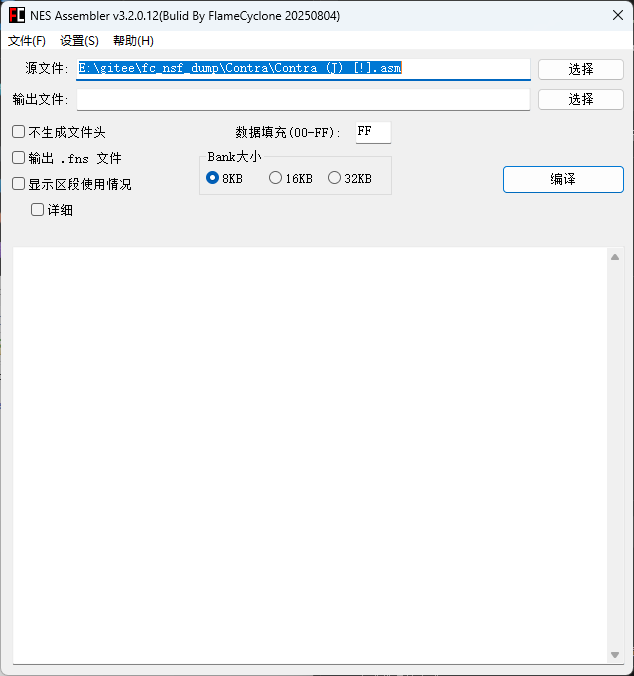 NES Assembler v3.2.0.12(Bulid By FlameCyclone 20250804)
文件(F) 设置(S) 帮助(H)
源文件: E:\gitee\fc_nsf_dump\Contra\Contra (J) [!].asm 选择
输出文件: 选择
不生成文件头 数据填充(00-FF): FF
输出 .fns 文件 Bank大小
显示区段使用情况 8KB 16KB 32KB 编译
详细